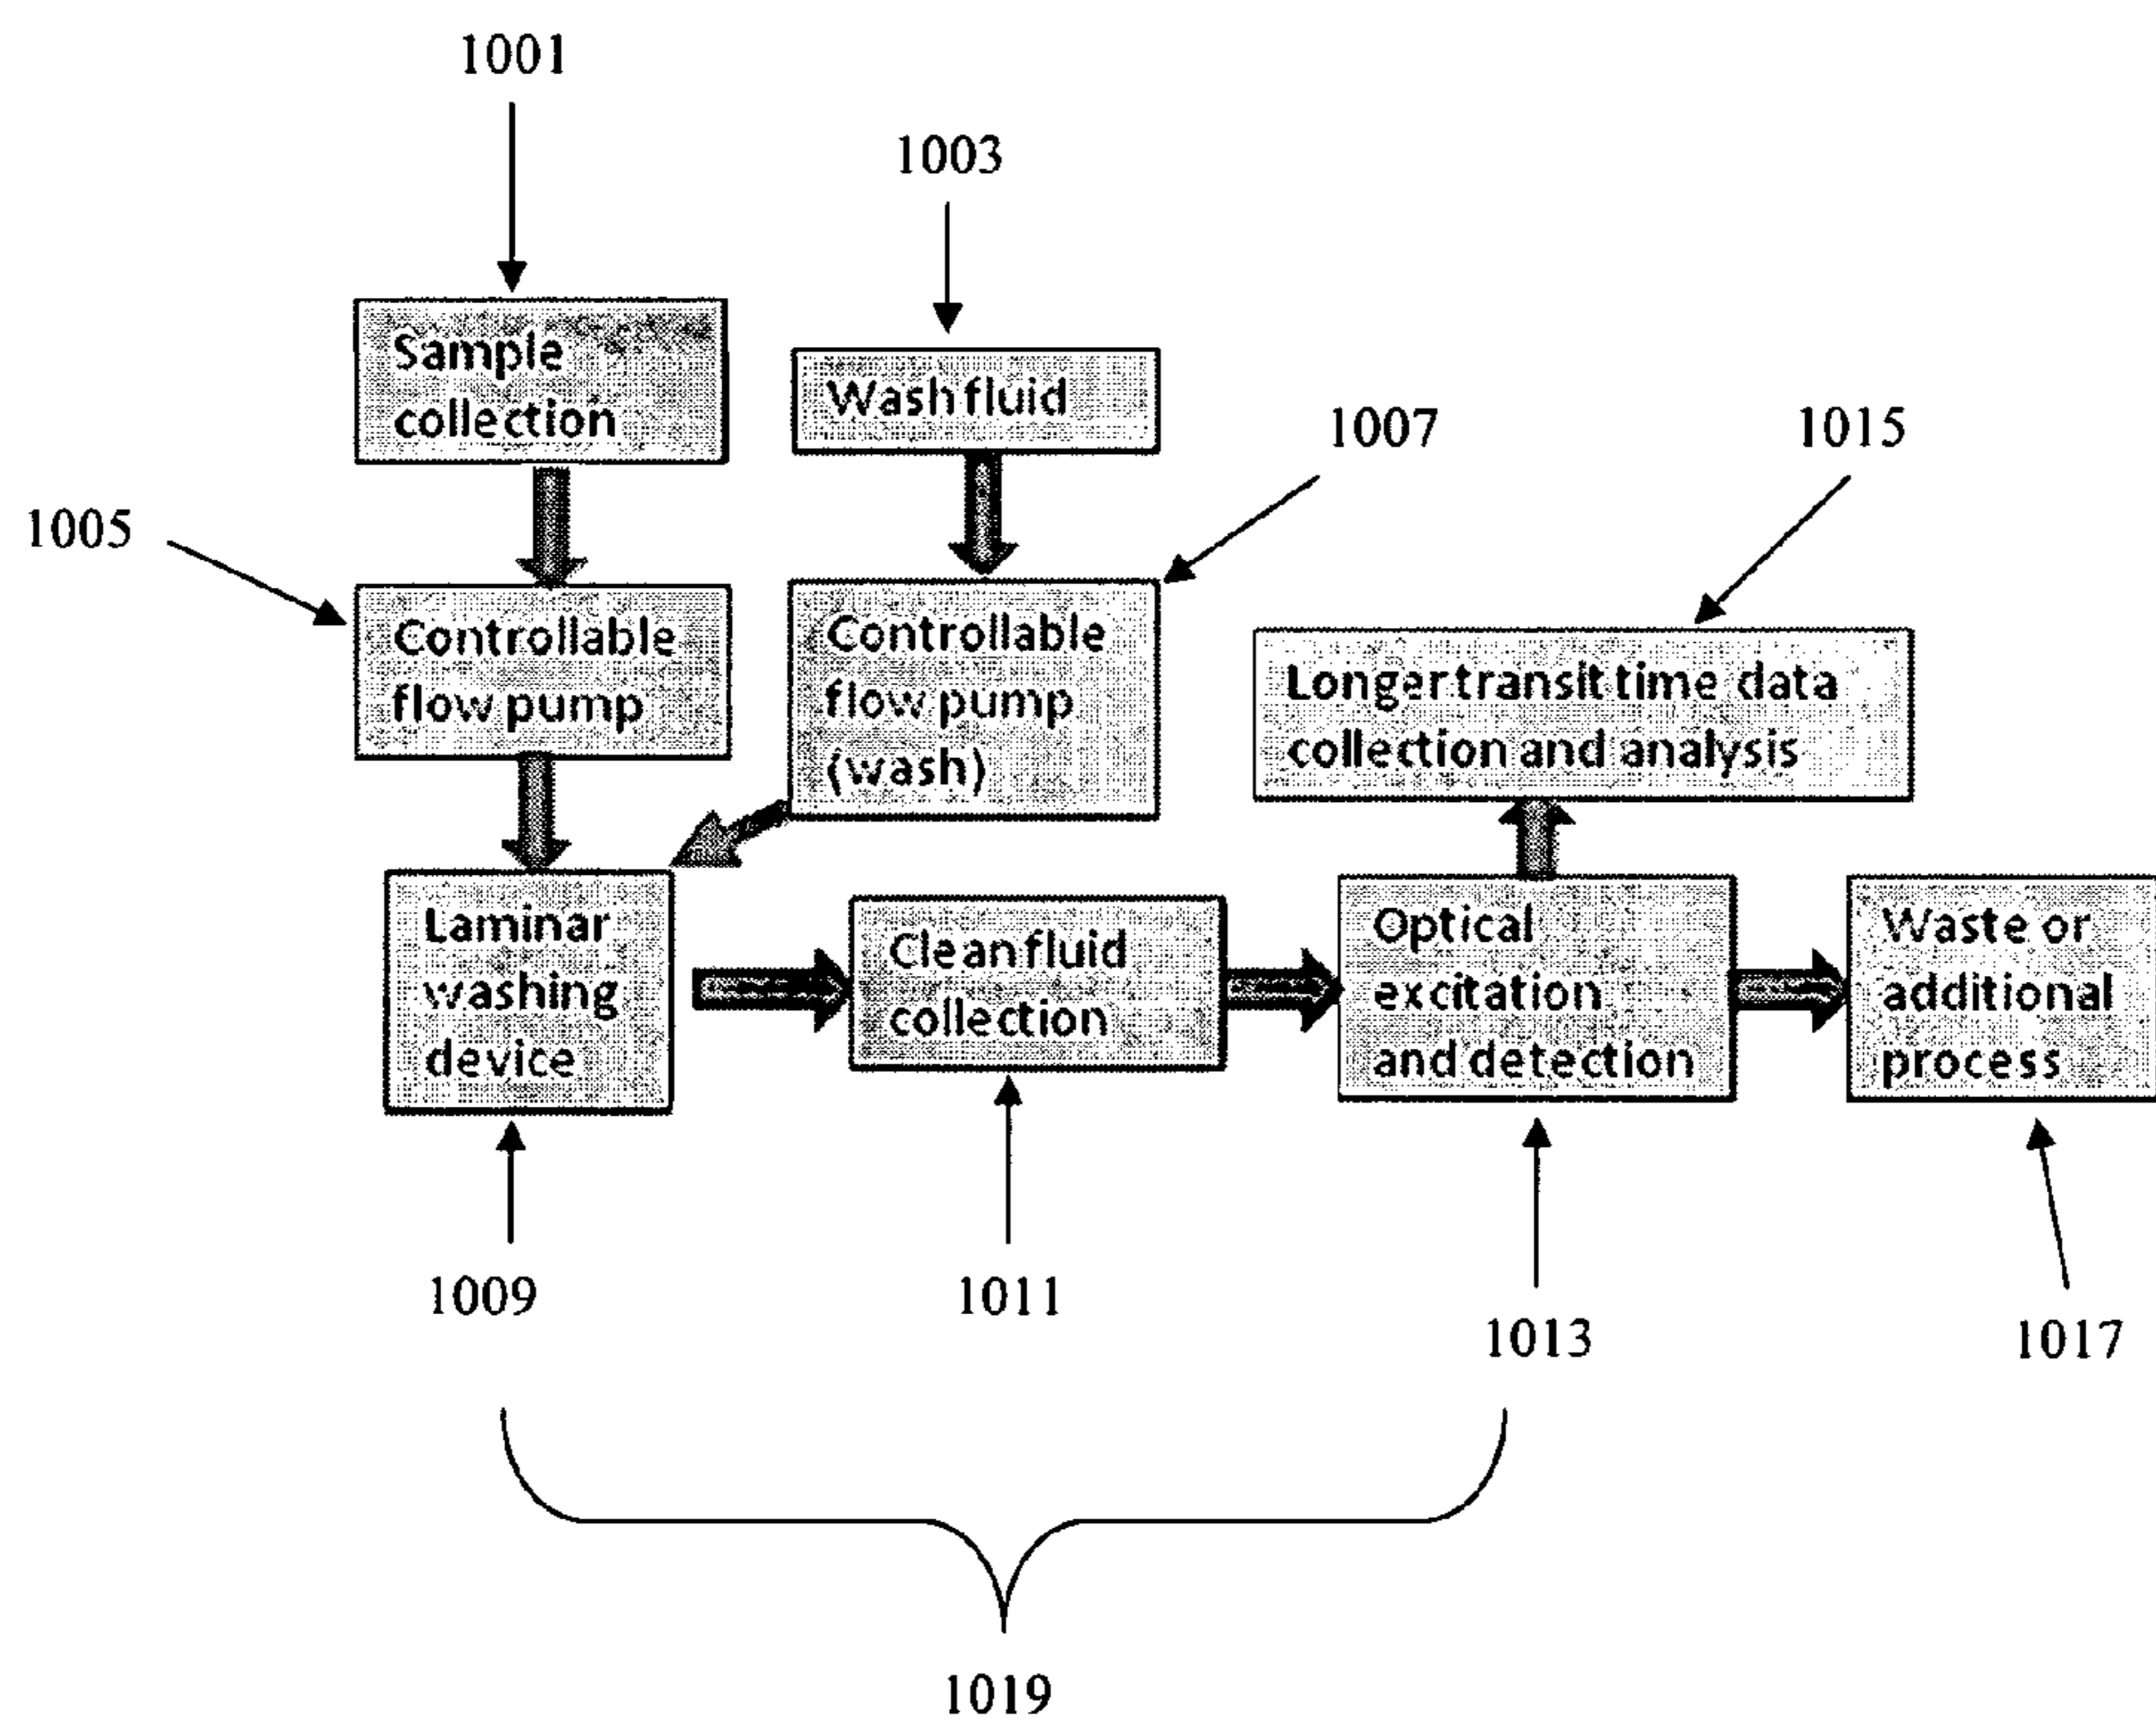 1001
1003
Sample
collection
Wash fluid
1007
1015
1005
Controllable
flow pump
Controllable
flow pump
(wash)
Longer transit time data
collection and analysis
Laminar
washing
device
Clean fluid
collection
Optical
excitation
and detection
Waste or
additional
process
1009
1011
1013
1017
1019